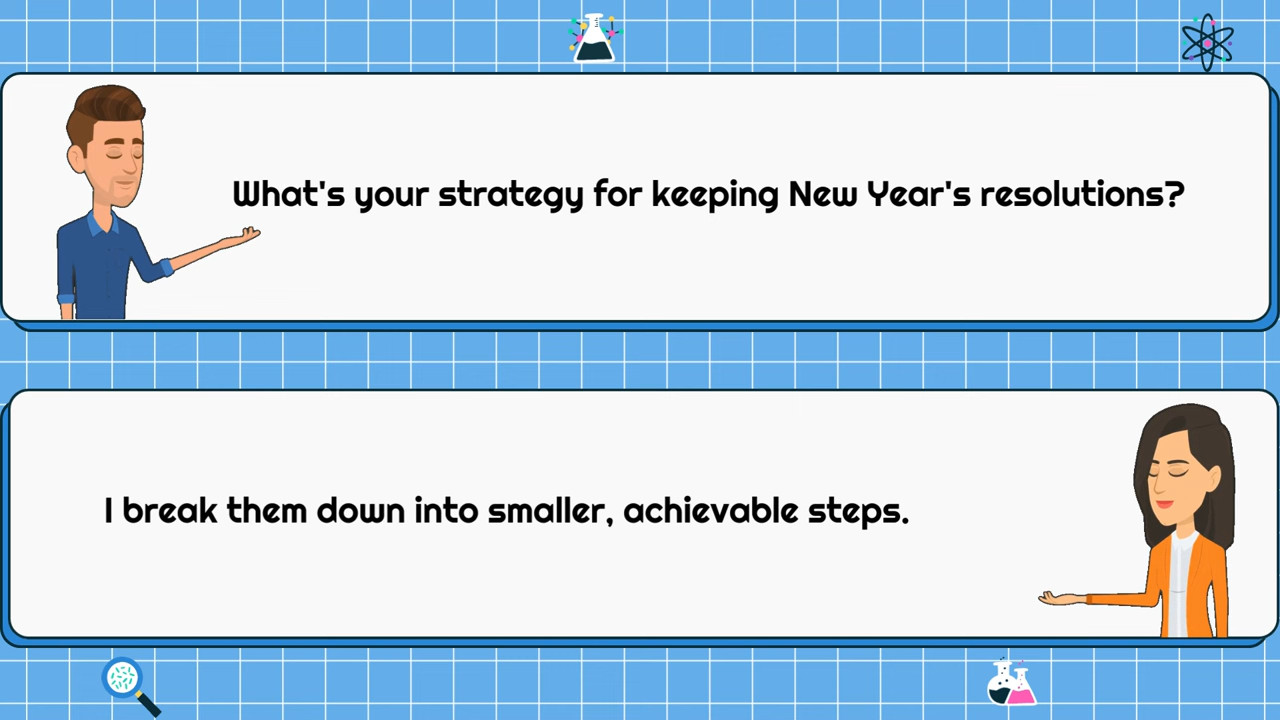 What's your strategy for keeping New Year's resolutions?
I break them down into smaller, achievable steps.